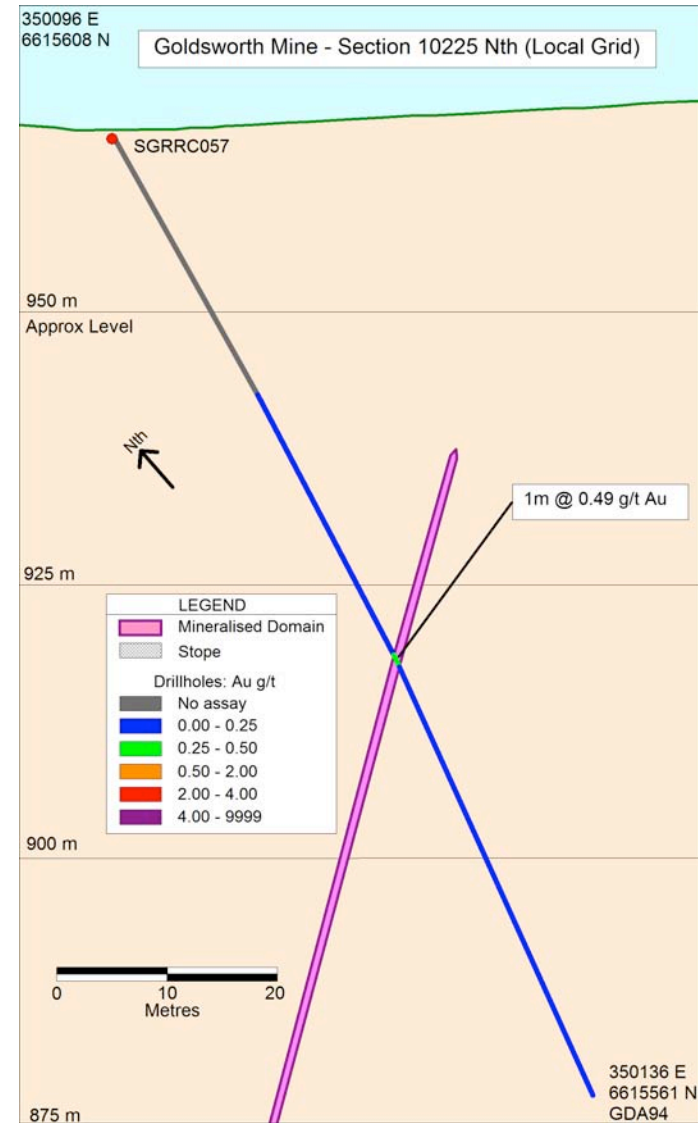 350096 E
6615608 N
Goldsworth Mine - Section 10225 Nth (Local Grid)
SGRRC057
950 m
Approx Level
Nth
1m @ 0.49 g/t Au
925 m
LEGEND
Mineralised Domain
Stope
Drillholes: Au g/t
No assay
0.00 - 0.25
0.25 - 0.50
0.50 - 2.00
2.00 - 4.00
4.00 - 9999
900 m
0 10 20
Metres
350136 E
6615561 N
GDA94
875 m